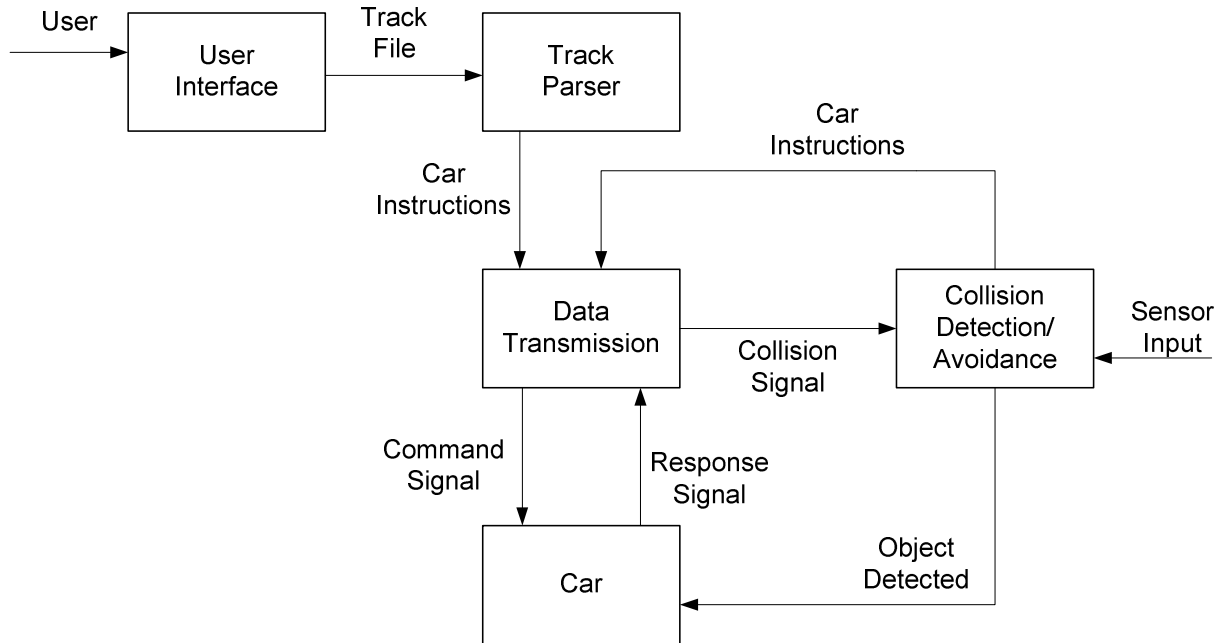 User
User
Interface
Track
File
Track
Parser
Car
Instructions
Car
Instructions
Data
Transmission
Collision
Signal
Collision
Detection/
Avoidance
Sensor
Input
Command
Signal
Response
Signal
Car
Object
Detected